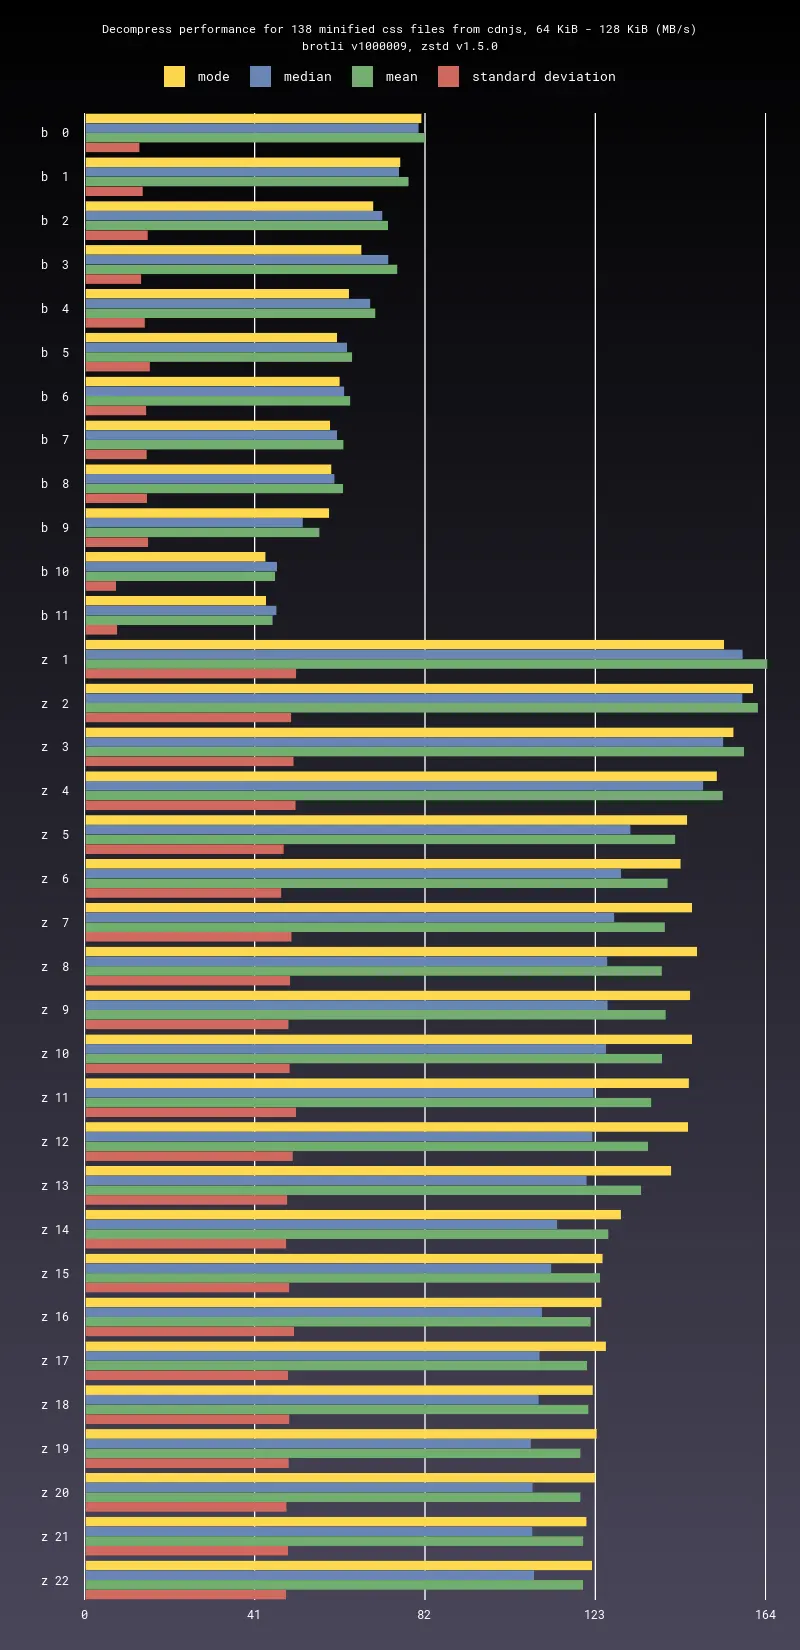 Decompress performance for 138 minified css files from cdnjs, 64 KiB - 128 KiB (MB/s)
brotli v1000009, zstd v1.5.0
mode median mean standard deviation
b 0
b 1
b 2
b 3
b 4
b 5
b 6
b 7
b 8
b 9
b 10
b 11
z 1
z 2
z 3
z 4
z 5
z 6
z 7
z 8
z 9
z 10
z 11
z 12
z 13
z 14
z 15
z 16
z 17
z 18
z 19
z 20
z 21
z 22
0 41 82 123 164